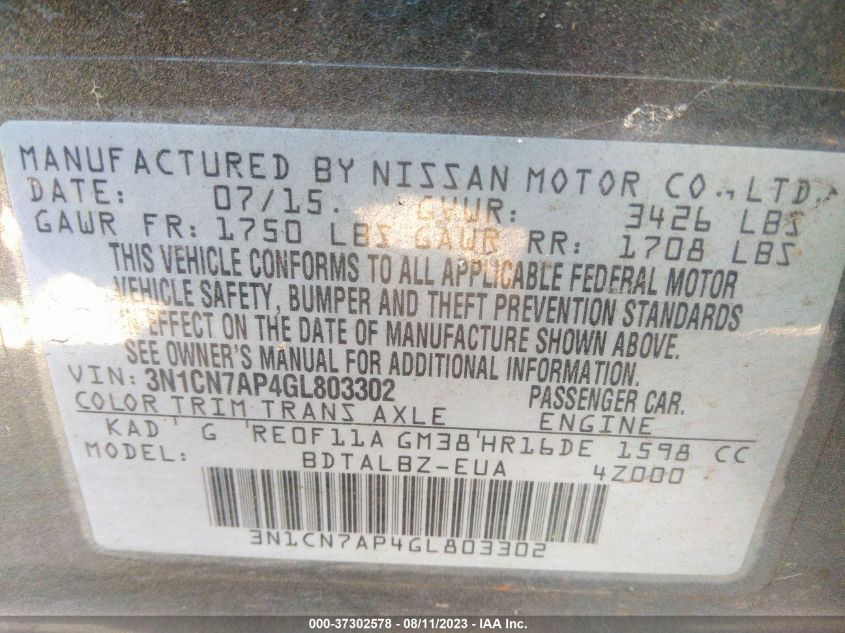 MANUFACTURED BY NISSAN MOTOR CO., LTD.
DATE: 07/15. GVWR: 3426 LBS
GAWR FR: 1750 LBS GAWR RR: 1708 LBS
THIS VEHICLE CONFORMS TO ALL APPLICABLE FEDERAL MOTOR
VEHICLE SAFETY, BUMPER AND THEFT PREVENTION STANDARDS
IN EFFECT ON THE DATE OF MANUFACTURE SHOWN ABOVE.
SEE OWNER'S MANUAL FOR ADDITIONAL INFORMATION.
VIN: 3N1CN7AP4GL803302 PASSENGER CAR.
COLOR TRIM TRANS AXLE ENGINE
KAD G RE0F11A GM38 HR16DE 1598 CC
MODEL: BDTALBZ-EUA 4Z000
3N1CN7AP4GL803302
000-37302578 - 08/11/2023 - IAA Inc.